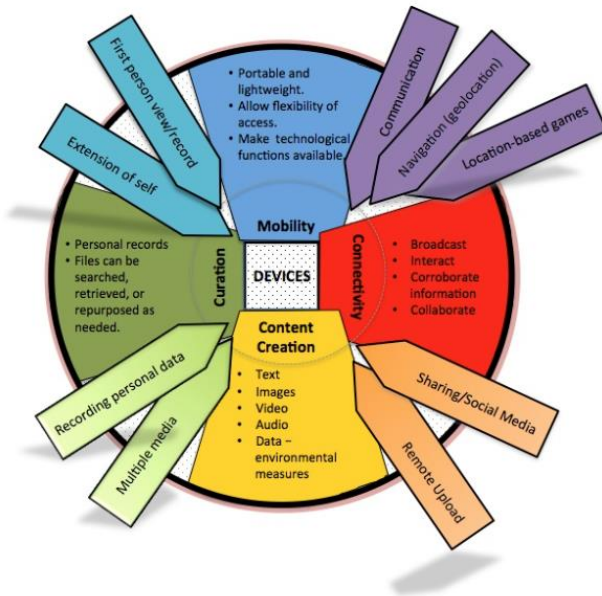 First person view/record
Extension of self
• Portable and
lightweight.
• Allow flexibility of
access.
• Make technological
functions available.
Mobility
Communication
Navigation (geolocation)
Location-based games
• Personal records
• Files can be
searched,
retrieved, or
repurposed as
needed.
Curation
DEVICES
Connectivity
• Broadcast
• Interact
• Corroborate
information
• Collaborate
Content
Creation
• Text
• Images
• Video
• Audio
• Data –
environmental
measures
Recording personal data
Multiple media
Sharing/Social Media
Remote Upload